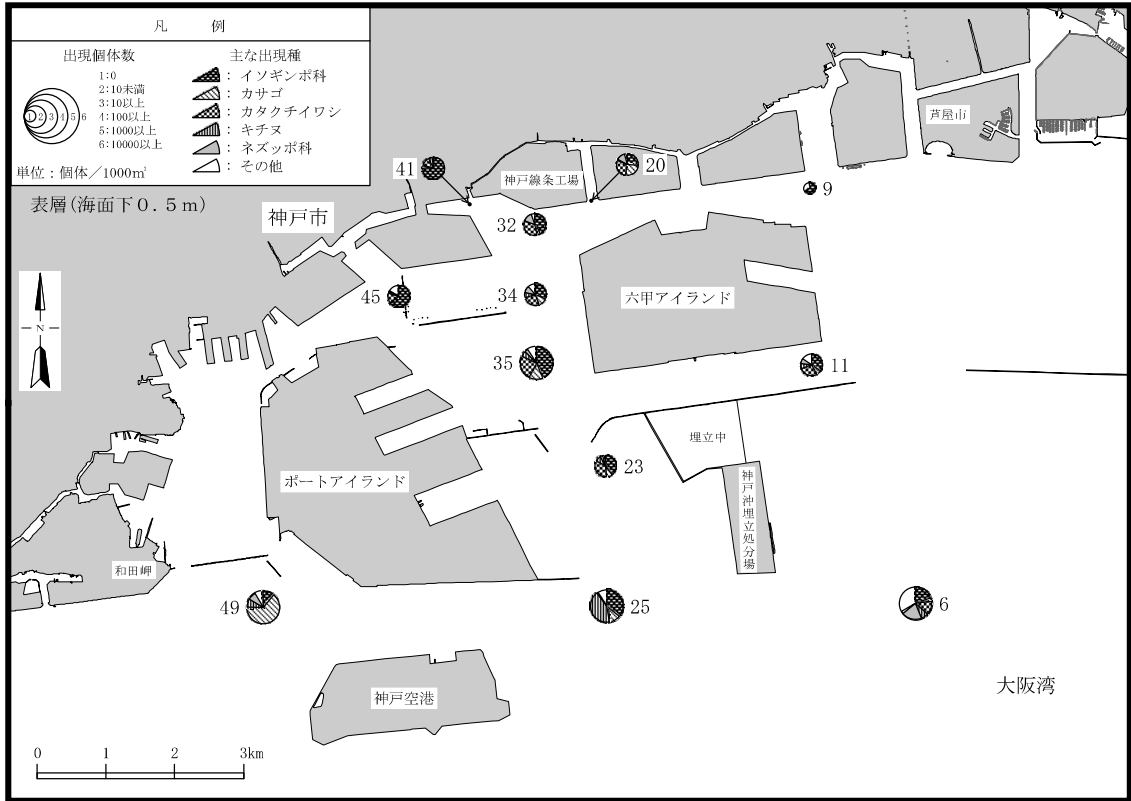 凡　例
出現個体数
1:0
2:10未満
3:10以上
4:100以上
5:1000以上
6:10000以上
1 2 3 4 5 6
単位：個体／1000㎥
主な出現種
：イソギンポ科
：カサゴ
：カタクチイワシ
：キチヌ
：ネズッポ科
：その他
表層(海面下０.５m)
神戸市
芦屋市
神戸線条工場
41
20
9
32
45
34
六甲アイランド
35
11
N
埋立中
23
ポートアイランド
神戸沖埋立処分場
和田岬
49
25
6
大阪湾
神戸空港
0 1 2 3km